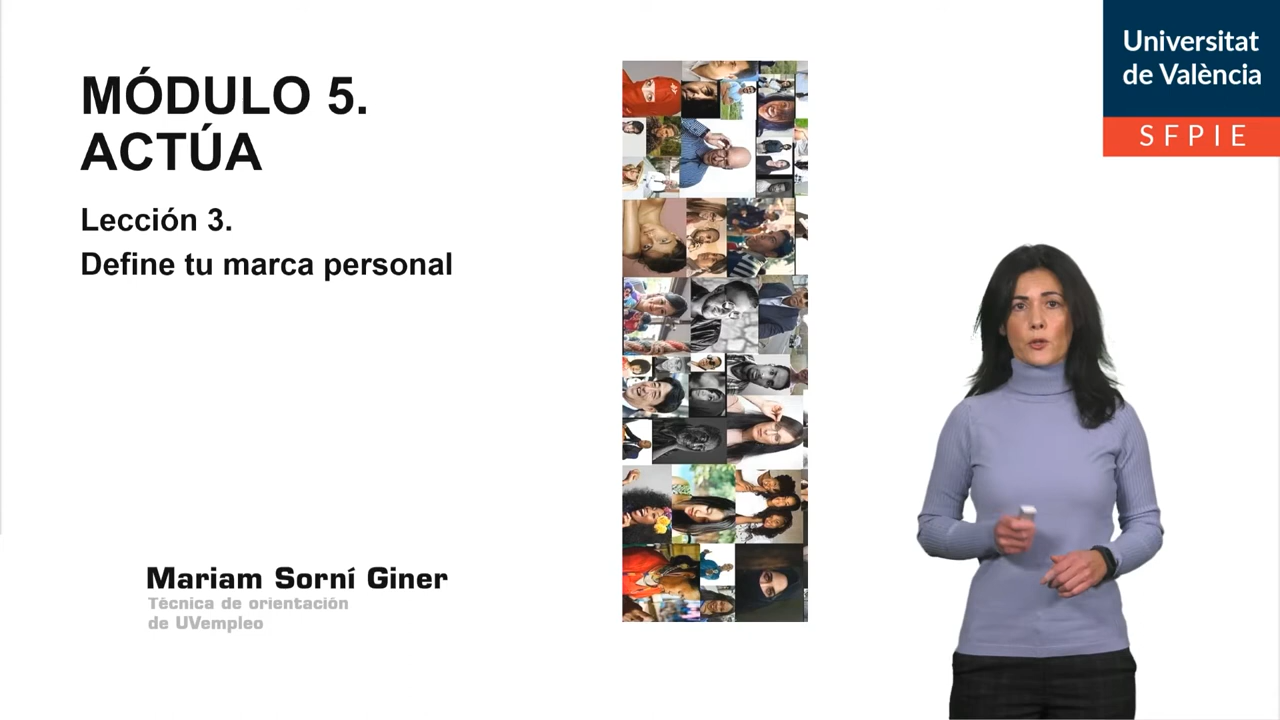 MÓDULO 5.
ACTÚA
Lección 3.
Define tu marca personal
Mariam Sorní Giner
Técnica de orientación
de UVempleo
Universitat
de València
SFPIE